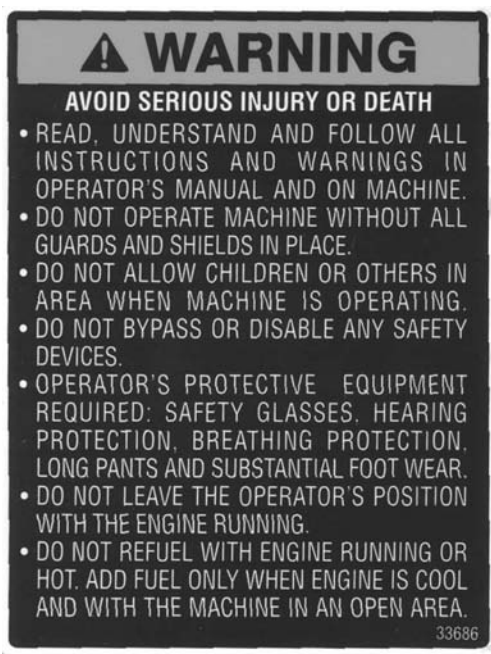 WARNING
AVOID SERIOUS INJURY OR DEATH
• READ, UNDERSTAND AND FOLLOW ALL
INSTRUCTIONS AND WARNINGS IN
OPERATOR'S MANUAL AND ON MACHINE.
• DO NOT OPERATE MACHINE WITHOUT ALL
GUARDS AND SHIELDS IN PLACE.
• DO NOT ALLOW CHILDREN OR OTHERS IN
AREA WHEN MACHINE IS OPERATING.
• DO NOT BYPASS OR DISABLE ANY SAFETY
DEVICES.
• OPERATOR'S PROTECTIVE EQUIPMENT
REQUIRED: SAFETY GLASSES, HEARING
PROTECTION, BREATHING PROTECTION,
LONG PANTS AND SUBSTANTIAL FOOT WEAR.
• DO NOT LEAVE THE OPERATOR'S POSITION
WITH THE ENGINE RUNNING.
• DO NOT REFUEL WITH ENGINE RUNNING OR
HOT. ADD FUEL ONLY WHEN ENGINE IS COOL
AND WITH THE MACHINE IN AN OPEN AREA.
33686